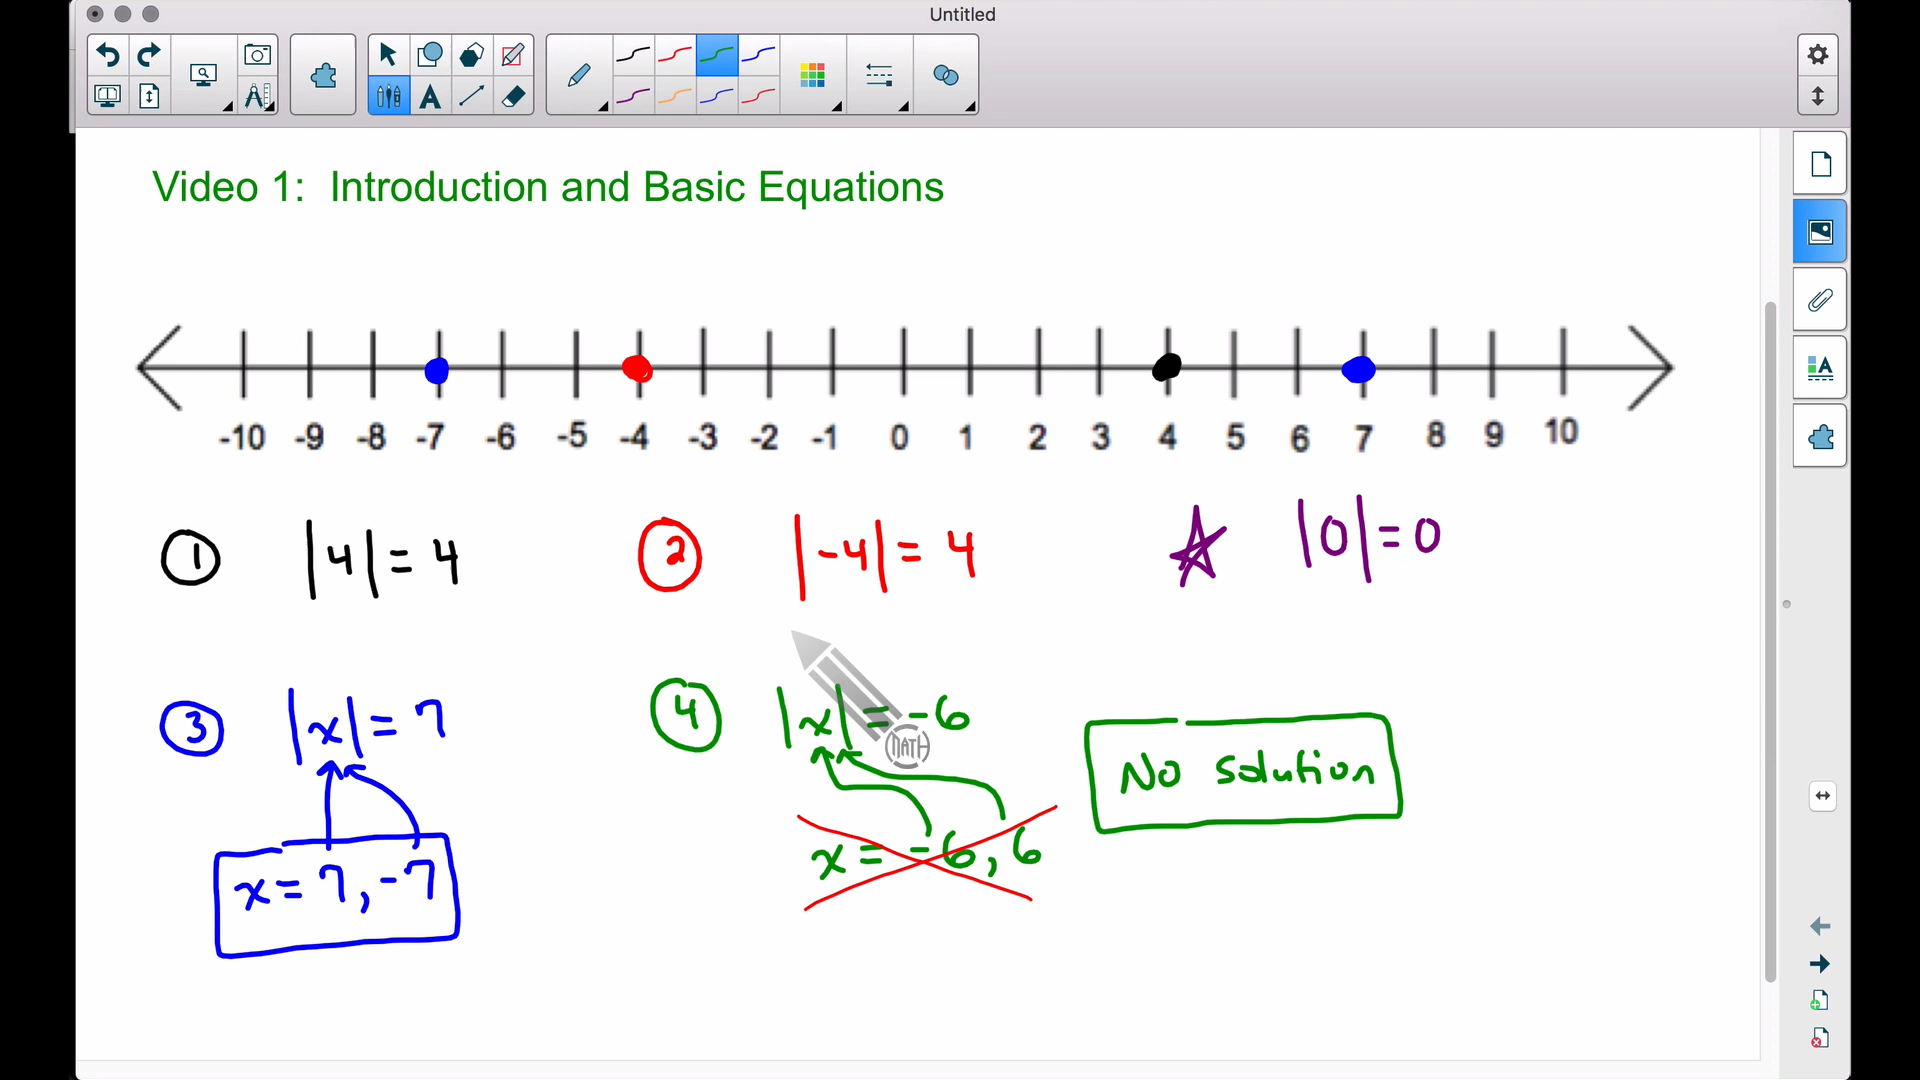 Untitled
Video 1: Introduction and Basic Equations
-10 -9 -8 -7 -6 -5 -4 -3 -2 -1 0 1 2 3 4 5 6 7 8 9 10
① |4| = 4
② |-4| = 4
|0| = 0
③ |x| = 7
x = 7, -7
④ |x| = -6
MATH
x = -6, 6
No solution